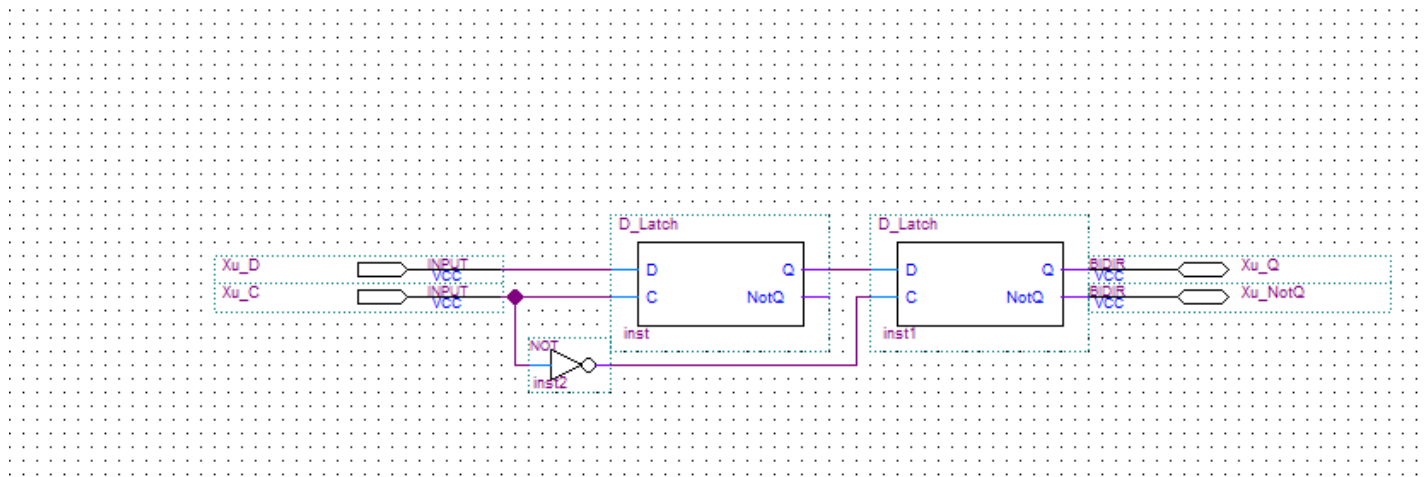 D_Latch
D_Latch
Xu_D
INPUT
VCC
D
Q
D
Q
BIDIR
VCC
Xu_Q
Xu_C
INPUT
VCC
C
NotQ
C
NotQ
BIDIR
VCC
Xu_NotQ
inst
inst1
NOT
inst2